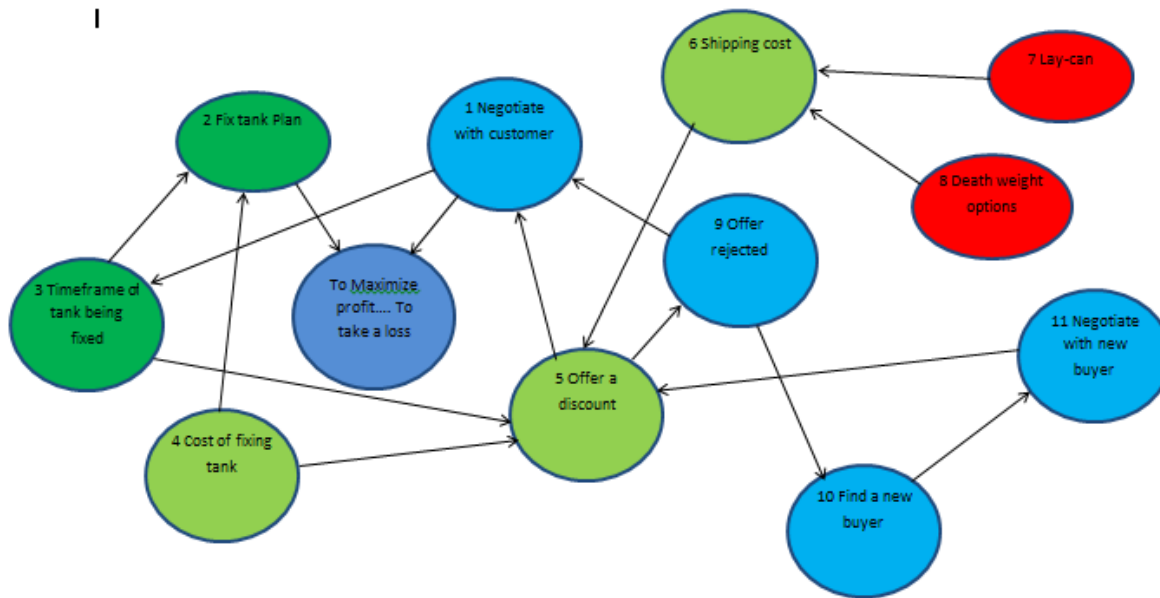 I
6 Shipping cost
7 Lay-can
1 Negotiate
with customer
2 Fix tank Plan
8 Death weight
options
9 Offer
rejected
3 Timeframe of
tank being
fixed
To Maximize
profit.... To
take a loss
11 Negotiate
with new
buyer
5 Offer a
discount
4 Cost of fixing
tank
10 Find a new
buyer